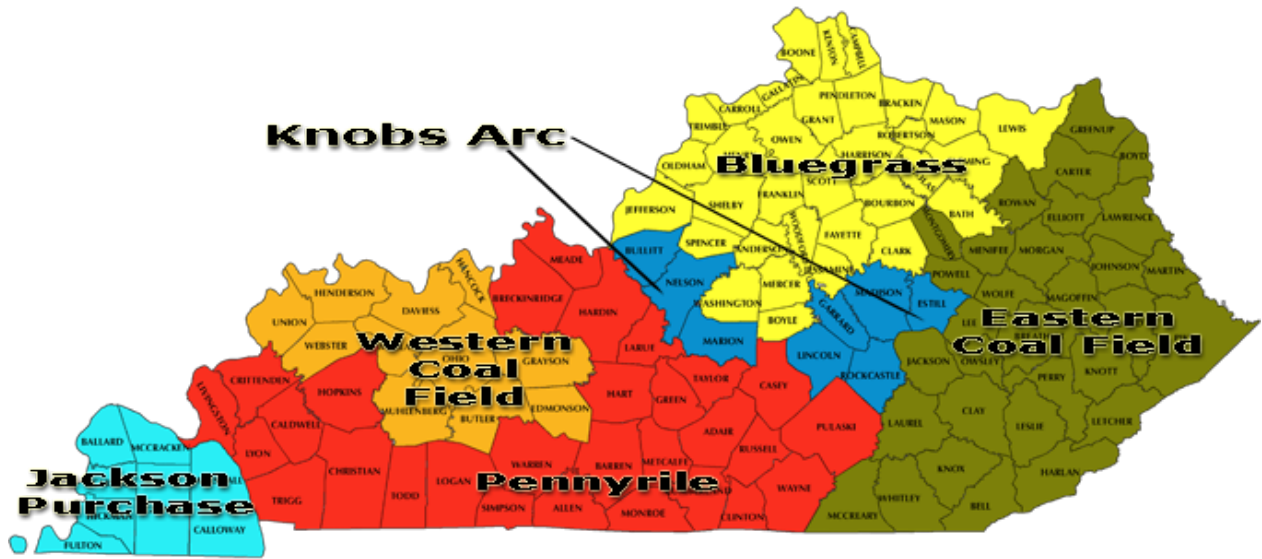 BOONE
KENTON
CAMPBELL
GALLATIN
PENDLETON
CARROLL
GRANT
BRACKEN
TRIMBLE
OWEN
ROBERTSON
MASON
LEWIS
GREENUP
Knobs Arc
OLDHAM
HARRISON
Bluegrass
BOYD
CARTER
SCOTT
FRANKLIN
SHELBY
JEFFERSON
BOURBON
BATH
ROWAN
ELLIOTT
LAWRENCE
WOODFORD
FAYETTE
MONTGOMERY
SPENCER
ANDERSON
CLARK
MENIFEE
MORGAN
BULLITT
JOHNSON
MARTIN
MEADE
NELSON
MERCER
POWELL
HANCOCK
HENDERSON
BRECKINRIDGE
WASHINGTON
MADISON
ESTILL
WOLFE
MAGOFFIN
DAVIESS
HARDIN
BOYLE
GARRARD
LEE
Eastern
Coal Field
UNION
WEBSTER
Western
Coal
Field
OHIO
GRAYSON
LARUE
MARION
LINCOLN
ROCKCASTLE
JACKSON
OWSLEY
PERRY
KNOTT
CRITTENDEN
HOPKINS
LIVINGSTON
TAYLOR
CASEY
HART
GREEN
MUHLENBERG
BUTLER
EDMONSON
CLAY
LESLIE
LETCHER
CALDWELL
ADAIR
PULASKI
LAUREL
BALLARD
MCCRACKEN
LYON
RUSSELL
CHRISTIAN
WARREN
BARREN
METCALFE
KNOX
HARLAN
Jackson
Purchase
Pennyrile
TRIGG
TODD
LOGAN
SIMPSON
ALLEN
MONROE
CLINTON
WAYNE
WHITLEY
MCCREARY
BELL
HICKMAN
CALLOWAY
FULTON